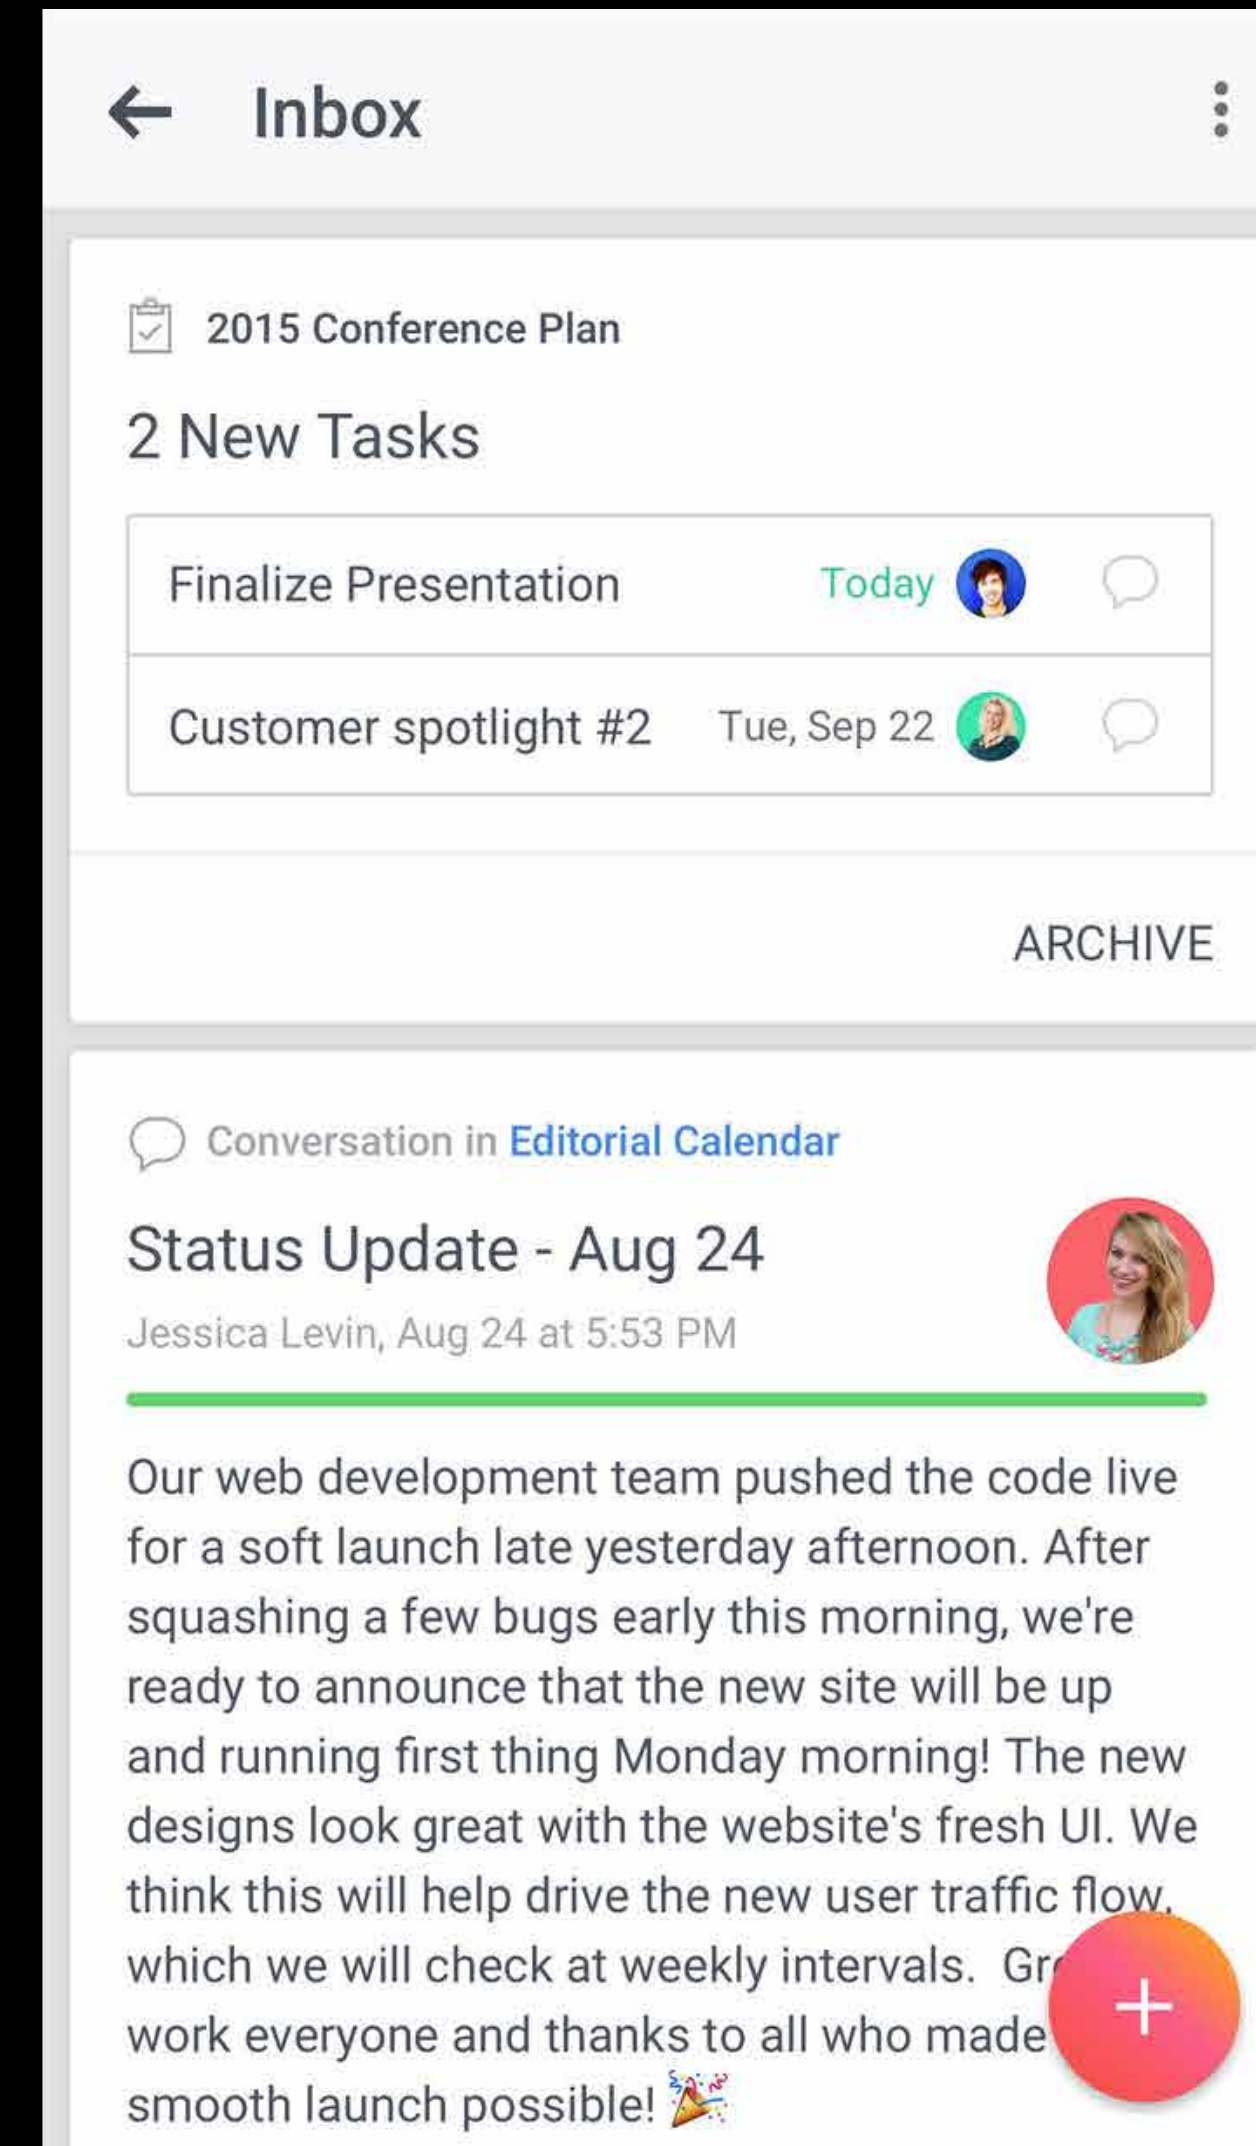 Inbox
2015 Conference Plan
2 New Tasks
Finalize Presentation Today
Customer spotlight #2 Tue, Sep 22
ARCHIVE
Conversation in Editorial Calendar
Status Update - Aug 24
Jessica Levin, Aug 24 at 5:53 PM
Our web development team pushed the code live
for a soft launch late yesterday afternoon. After
squashing a few bugs early this morning, we're
ready to announce that the new site will be up
and running first thing Monday morning! The new
designs look great with the website's fresh UI. We
think this will help drive the new user traffic flow,
which we will check at weekly intervals.
work everyone and thanks to all who made
smooth launch possible! 🎉